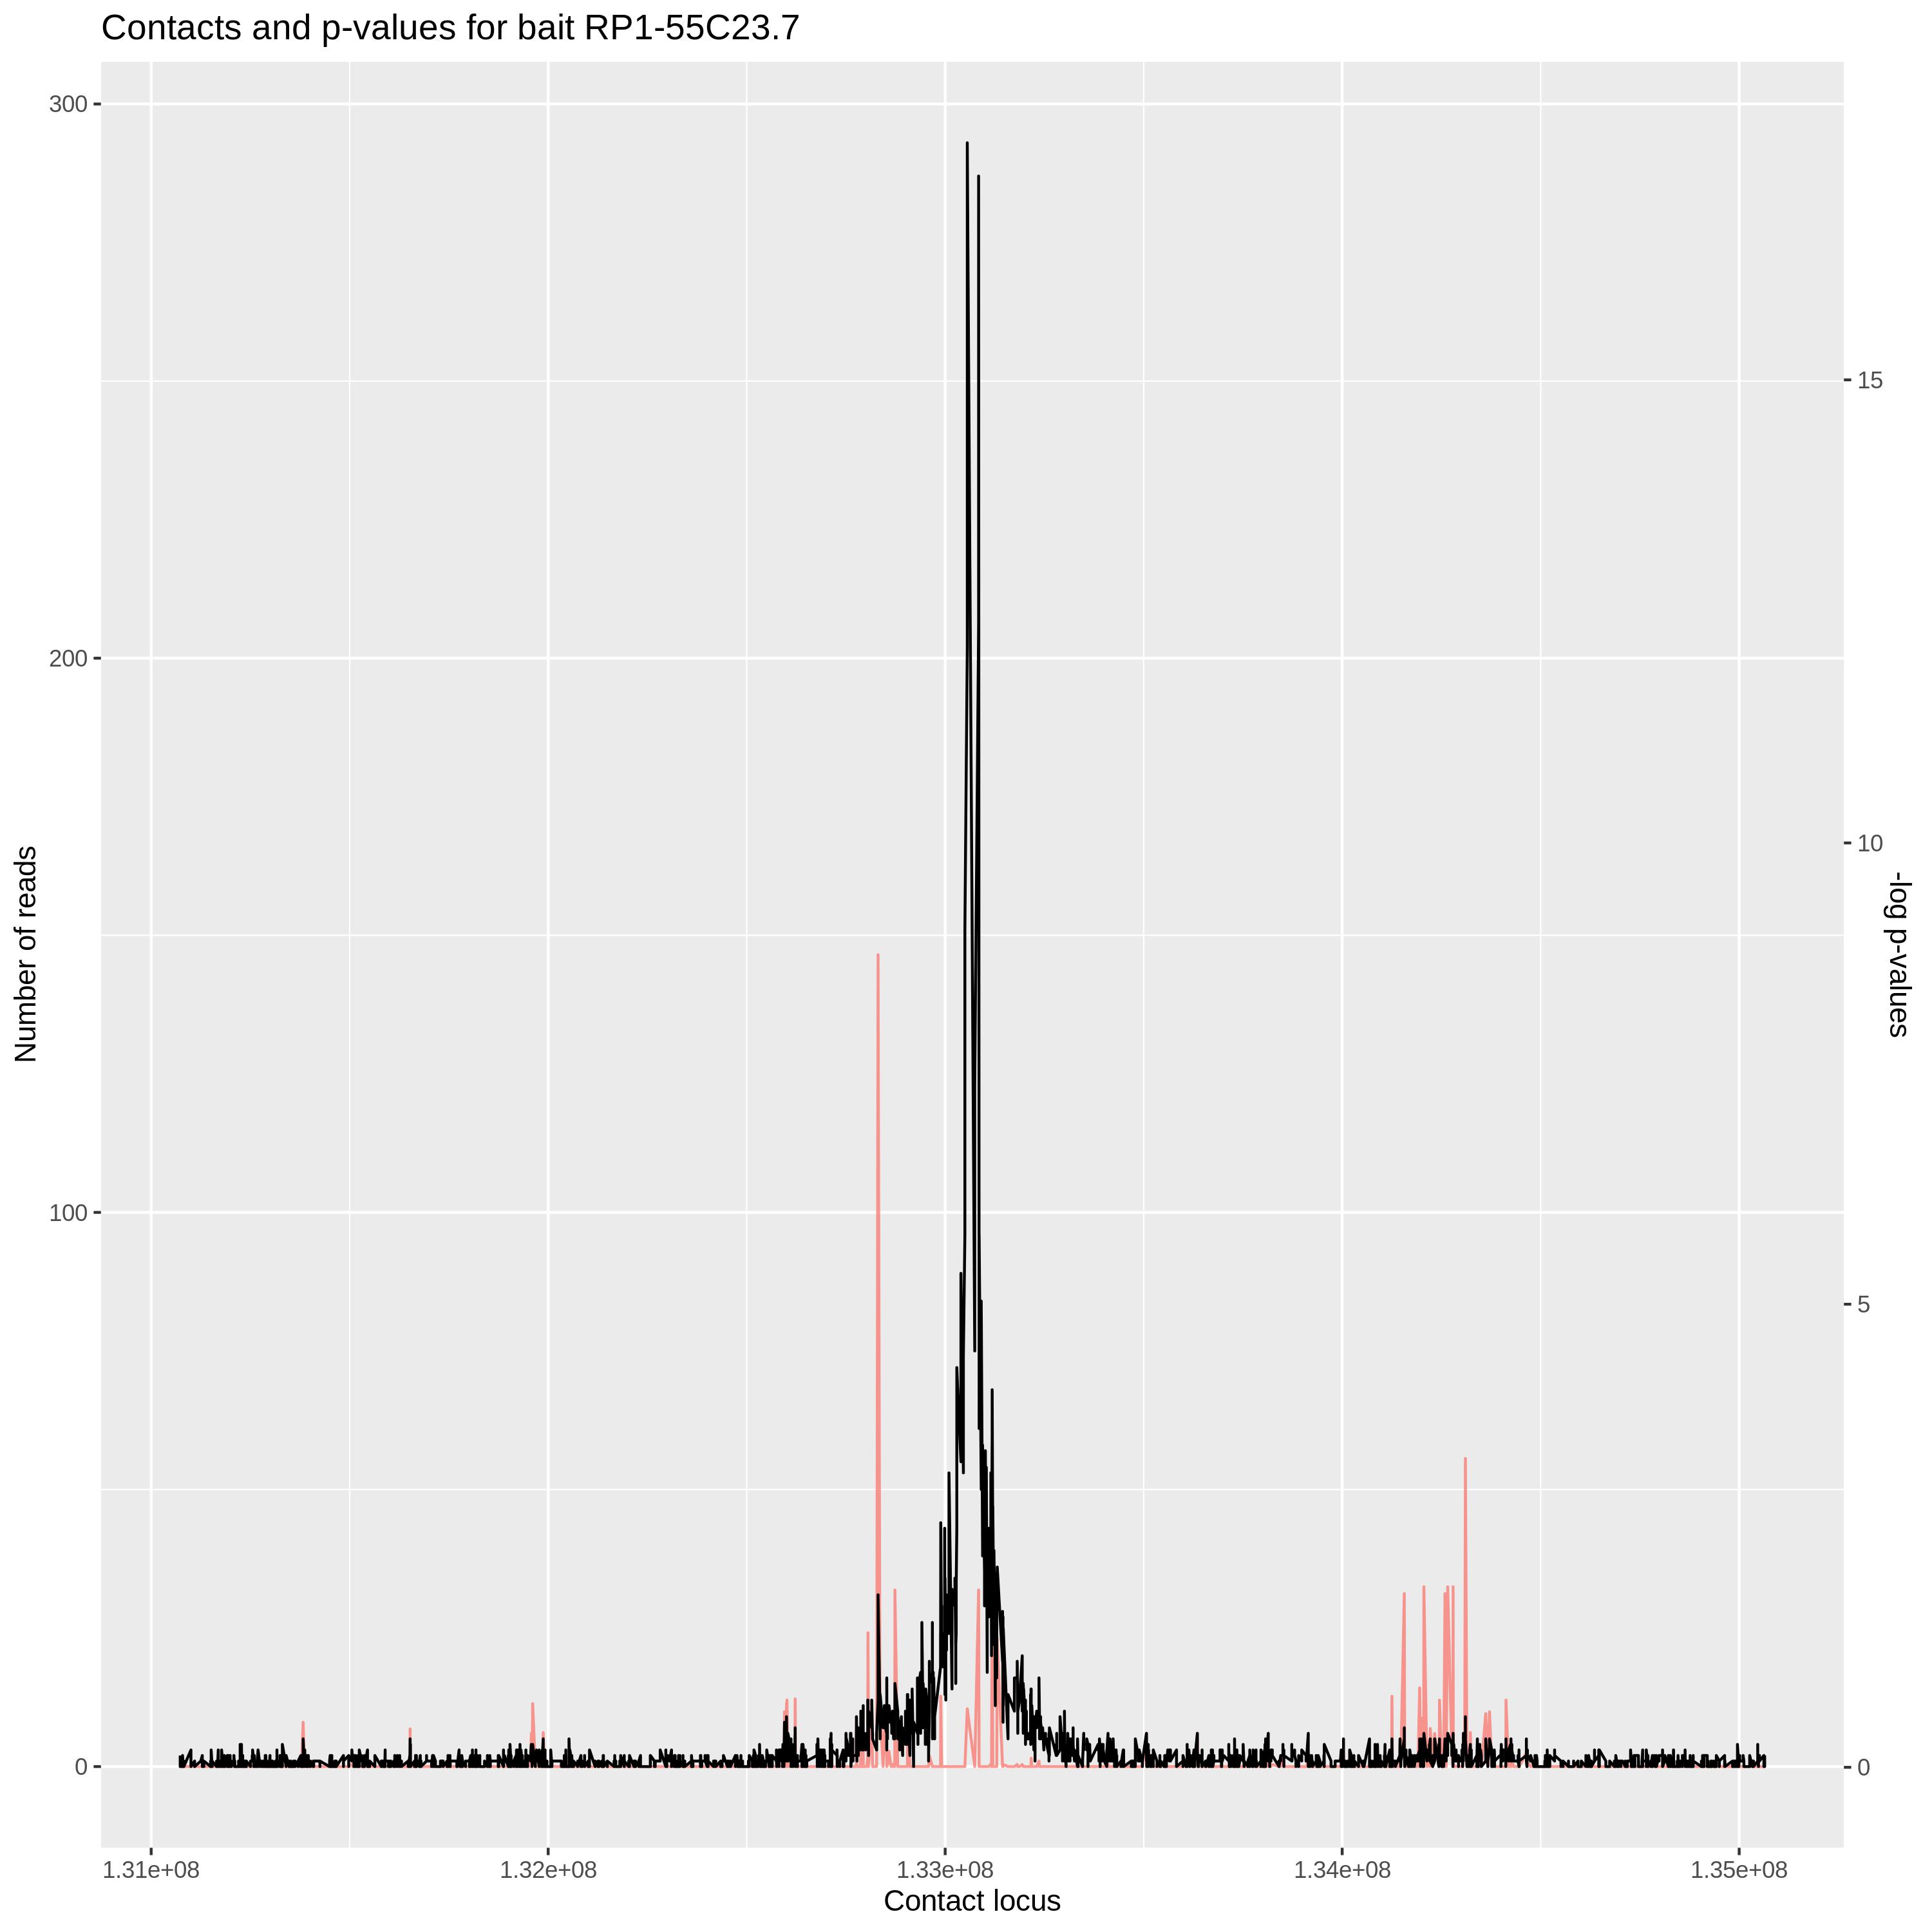 Contacts and p-values for bait RP1-55C23.7
300
200
100
0
Number of reads
15
10
5
0
-log p-values
1.31e+08
1.32e+08
1.33e+08
1.34e+08
1.35e+08
Contact locus